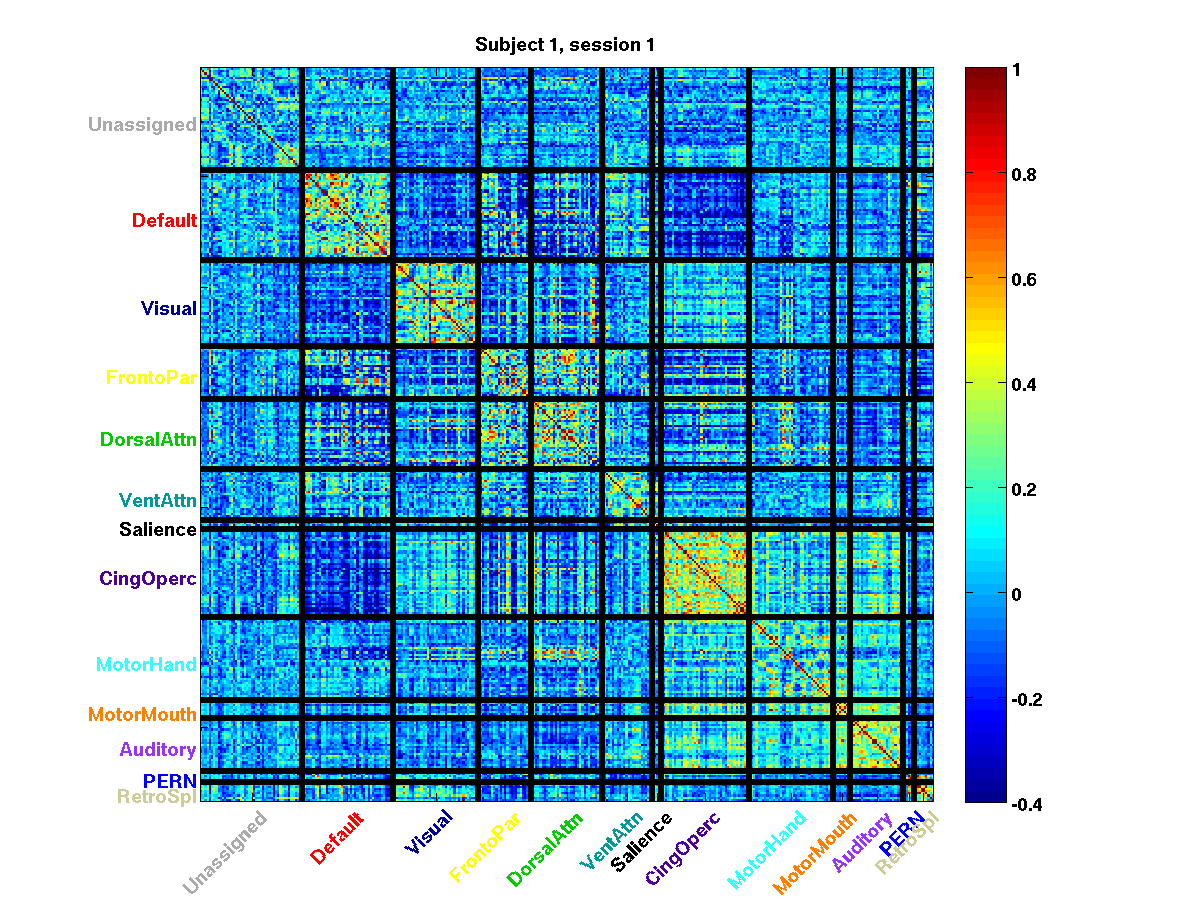 Subject 1, session 1
Unassigned
Default
Visual
FrontoPar
DorsalAttn
VentAttn
Salience
CingOperc
MotorHand
MotorMouth
Auditory
PERN
RetroSpl
1
0.8
0.6
0.4
0.2
0
-0.2
-0.4
Unassigned
Default
Visual
FrontoPar
DorsalAttn
VentAttn
Salience
CingOperc
MotorHand
MotorMouth
Auditory
PERN
RetroSpl